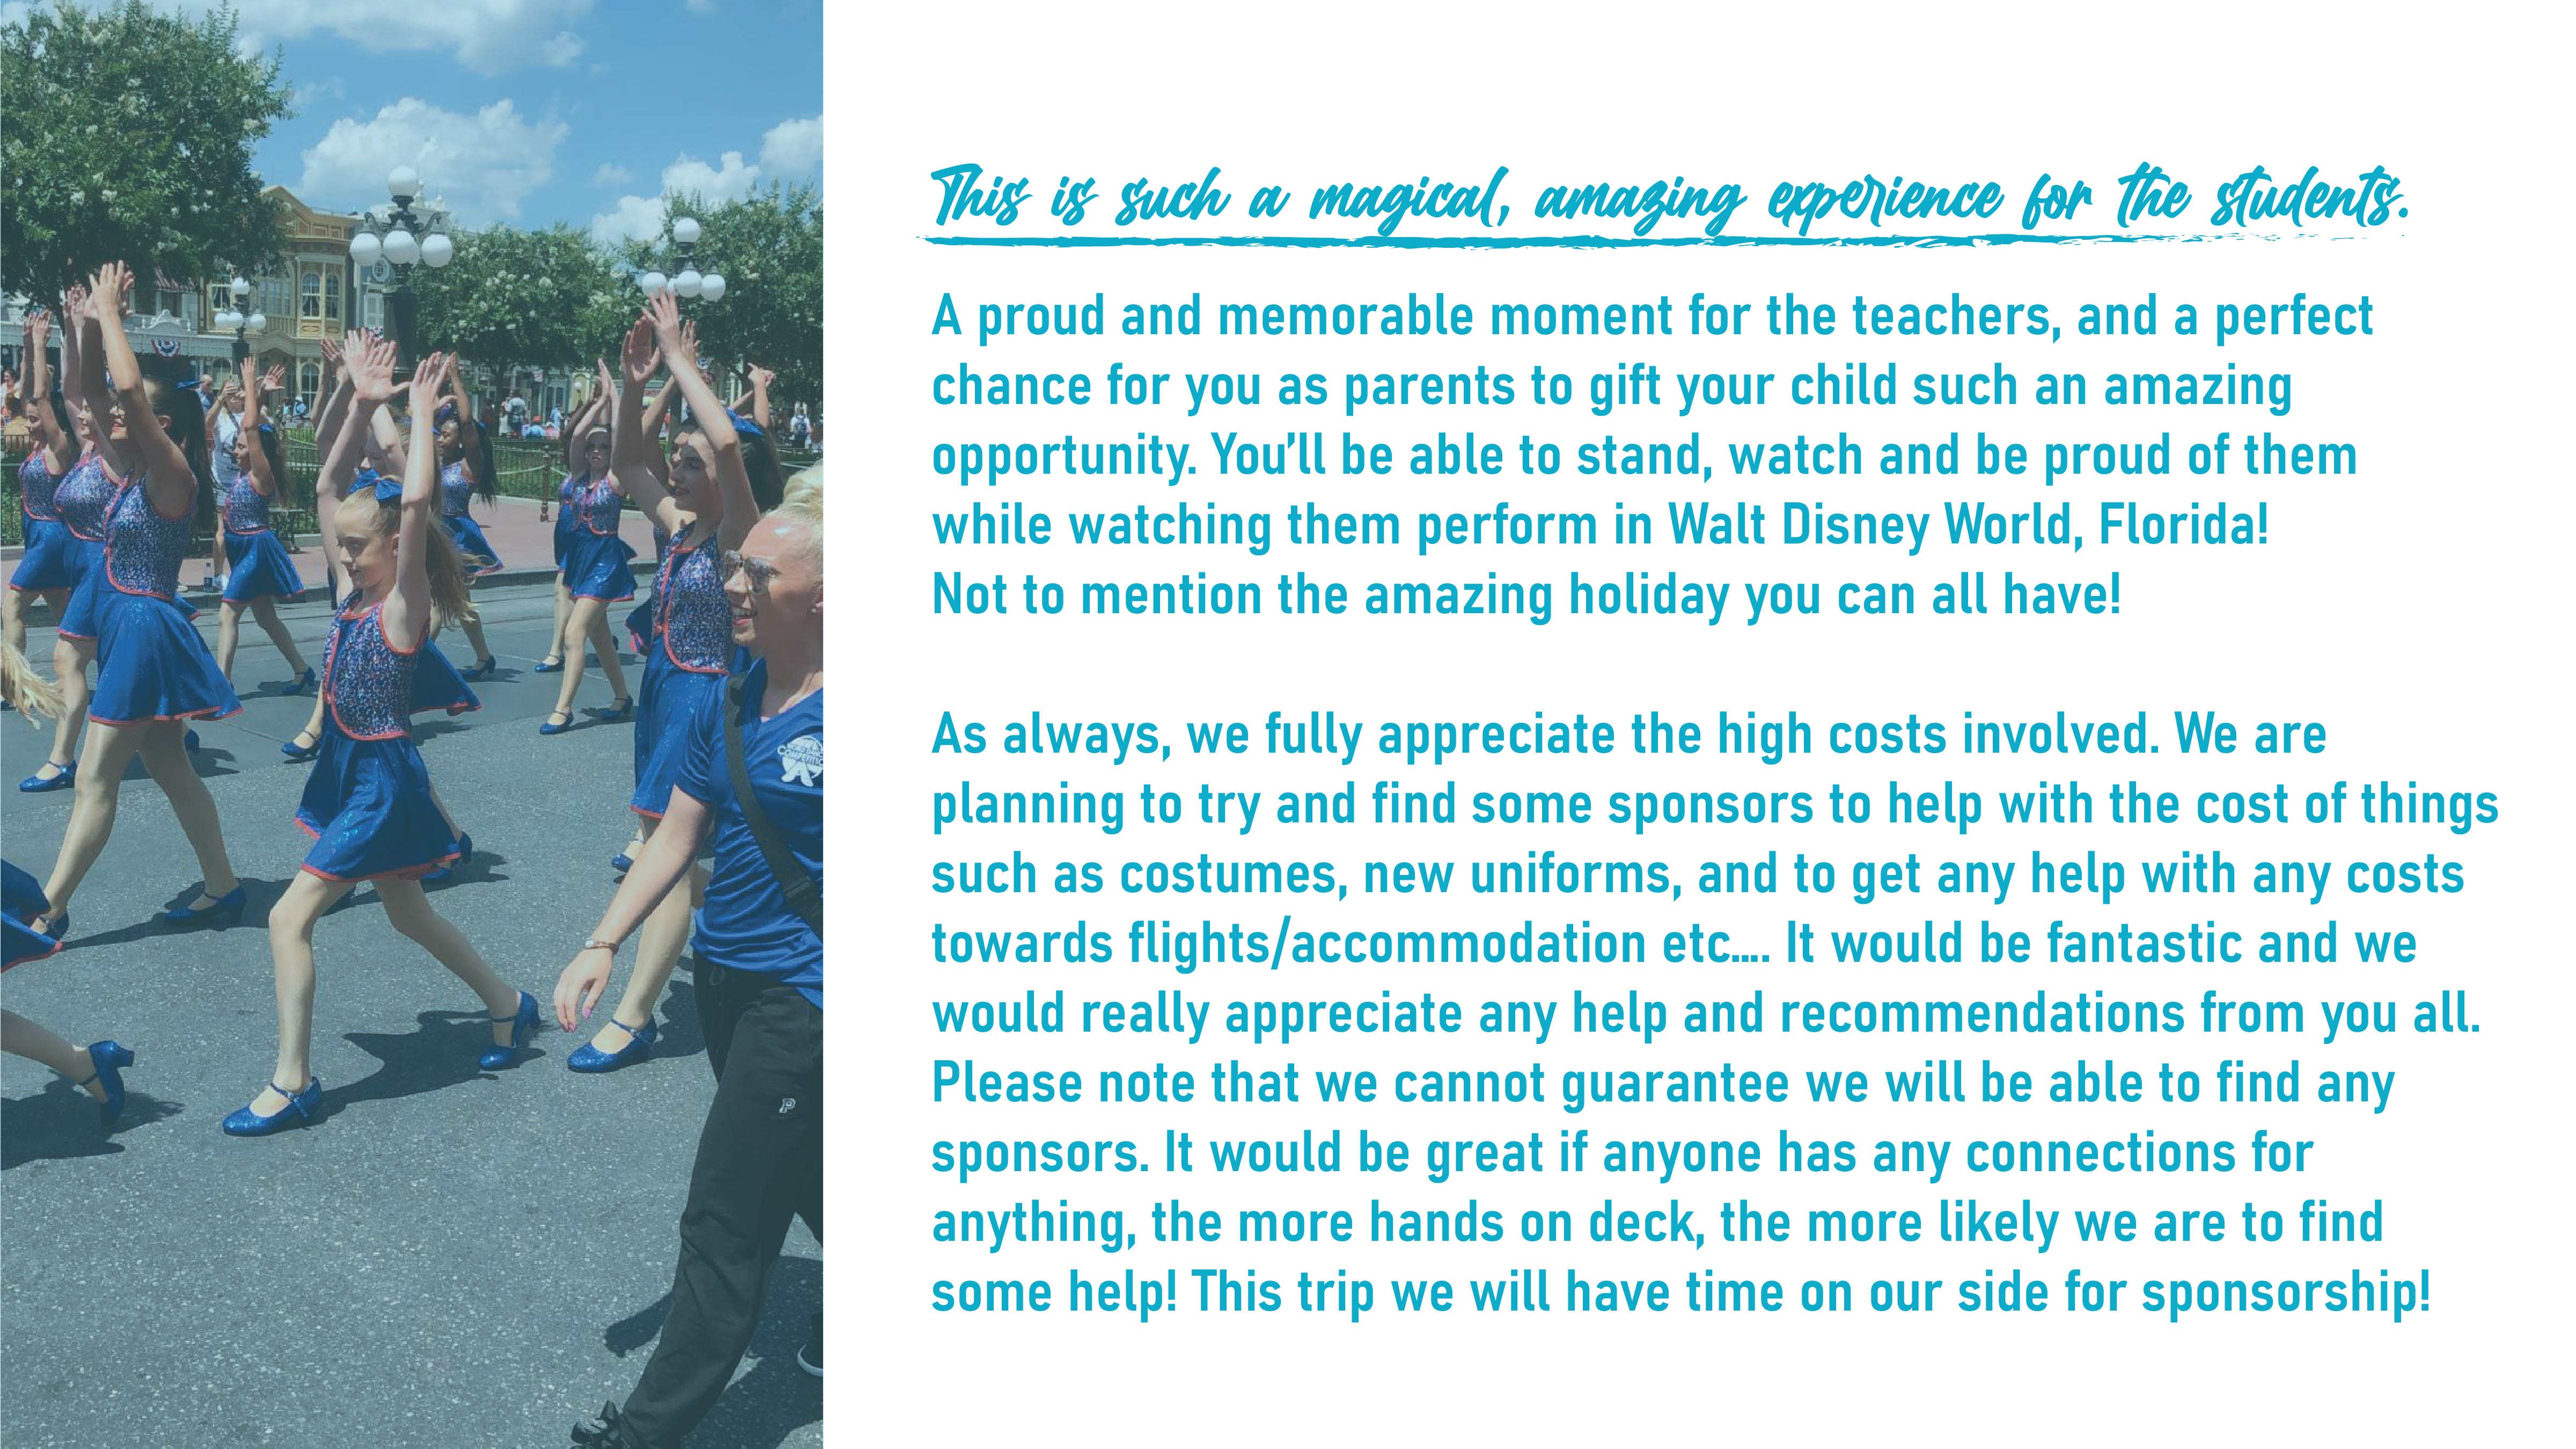 This is such a magical, amazing experience for the students.
A proud and memorable moment for the teachers, and a perfect
chance for you as parents to gift your child such an amazing
opportunity. You’ll be able to stand, watch and be proud of them
while watching them perform in Walt Disney World, Florida!
Not to mention the amazing holiday you can all have!
As always, we fully appreciate the high costs involved. We are
planning to try and find some sponsors to help with the cost of things
such as costumes, new uniforms, and to get any help with any costs
towards flights/accommodation etc.... It would be fantastic and we
would really appreciate any help and recommendations from you all.
Please note that we cannot guarantee we will be able to find any
sponsors. It would be great if anyone has any connections for
anything, the more hands on deck, the more likely we are to find
some help! This trip we will have time on our side for sponsorship!
P